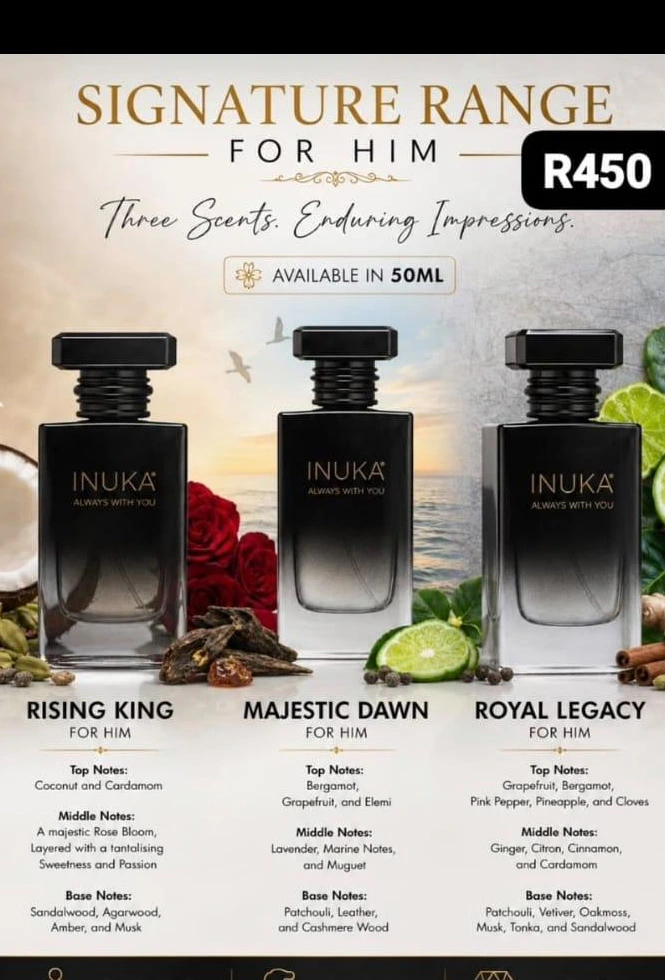 SIGNATURE RANGE
FOR HIM
R450
Three Scents. Enduring Impressions.
AVAILABLE IN 50ML
INUKA®
ALWAYS WITH YOU
INUKA®
ALWAYS WITH YOU
INUKA®
ALWAYS WITH YOU
RISING KING
FOR HIM
Top Notes:
Coconut and Cardamom
Middle Notes:
A majestic Rose Bloom,
Layered with a tantalising
Sweetness and Passion
Base Notes:
Sandalwood, Agarwood,
Amber, and Musk
MAJESTIC DAWN
FOR HIM
Top Notes:
Bergamot,
Grapefruit, and Elemi
Middle Notes:
Lavender, Marine Notes,
and Muguet
Base Notes:
Patchouli, Leather,
and Cashmere Wood
ROYAL LEGACY
FOR HIM
Top Notes:
Grapefruit, Bergamot,
Pink Pepper, Pineapple, and Cloves
Middle Notes:
Ginger, Citron, Cinnamon,
and Cardamom
Base Notes:
Patchouli, Vetiver, Oakmoss,
Musk, Tonka, and Sandalwood